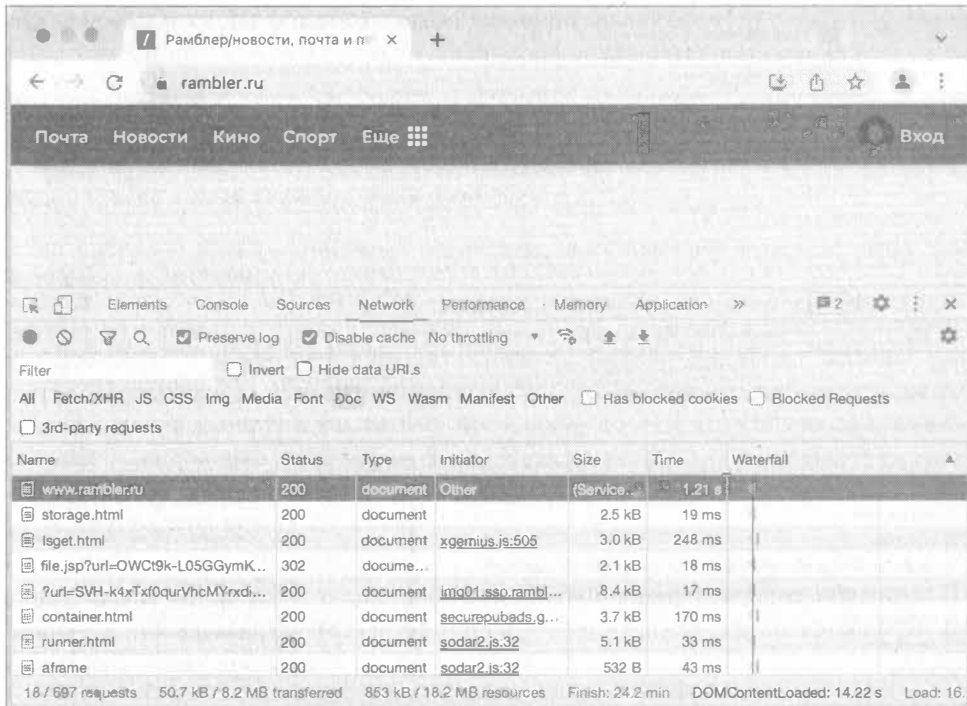 Рамблер/новости, почта и п
rambler.ru
Почта Новости Кино Спорт Еще Вход
Elements Console Sources Network Performance Memory Application » 2
Preserve log Disable cache No throttling
Filter Invert Hide data URLs
All Fetch/XHR JS CSS Img Media Font Doc WS Wasm Manifest Other Has blocked cookies Blocked Requests
3rd-party requests
Name Status Type Initiator Size Time Waterfall
www.rambler.ru 200 document Other (Service... 1.21 s
storage.html 200 document 2.5 kB 19 ms
lsget.html 200 document xgemius.js:506 3.0 kB 248 ms
file.jsp?url=OWCt9k-L05GGymK... 302 docume... 2.1 kB 18 ms
?url=SVH-k4xTxf0qurVhcMYrxdi... 200 document img01.ssp.rambl... 8.4 kB 17 ms
container.html 200 document securepubads.g... 3.7 kB 170 ms
runner.html 200 document sodar2.js:32 5.1 kB
aframe 200 document sodar2.js:32 532 B 43 ms
18 / 697 requests 50.7 kB / 8.2 MB transferred 853 kB / 18.2 MB resources Finish: 24.2 min DOMContentLoaded: 14.22 s Load: 16.